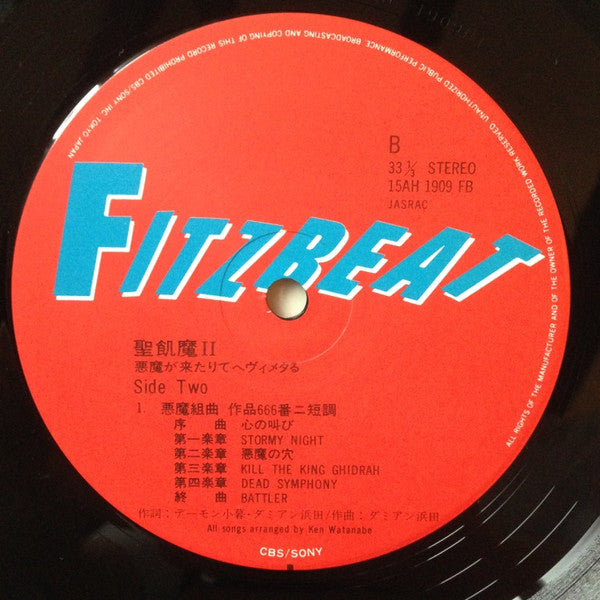 ALL RIGHTS OF THE MANUFACTURER AND OF THE OWNER OF THE RECORDED WORK RESERVED UNAUTHORIZED PUBLIC PERFORMANCE BROADCASTING AND COPYING OF THIS RECORD PROHIBITED CBS/SONY INC. TOKYO JAPAN
B
33⅓ STEREO
15AH 1909 FB
JASRAC
FITZBEAT
聖飢魔II
悪魔が来たりてヘヴィメタる
Side Two
1. 悪魔組曲 作品666番ニ短調
序 曲 心の叫び
第一楽章 STORMY NIGHT
第二楽章 悪魔の穴
第三楽章 KILL THE KING GHIDRAH
第四楽章 DEAD SYMPHONY
終 曲 BATTLER
作詞:デーモン小暮・ダミアン浜田/作曲:ダミアン浜田
All songs arranged by Ken Watanabe
CBS/SONY